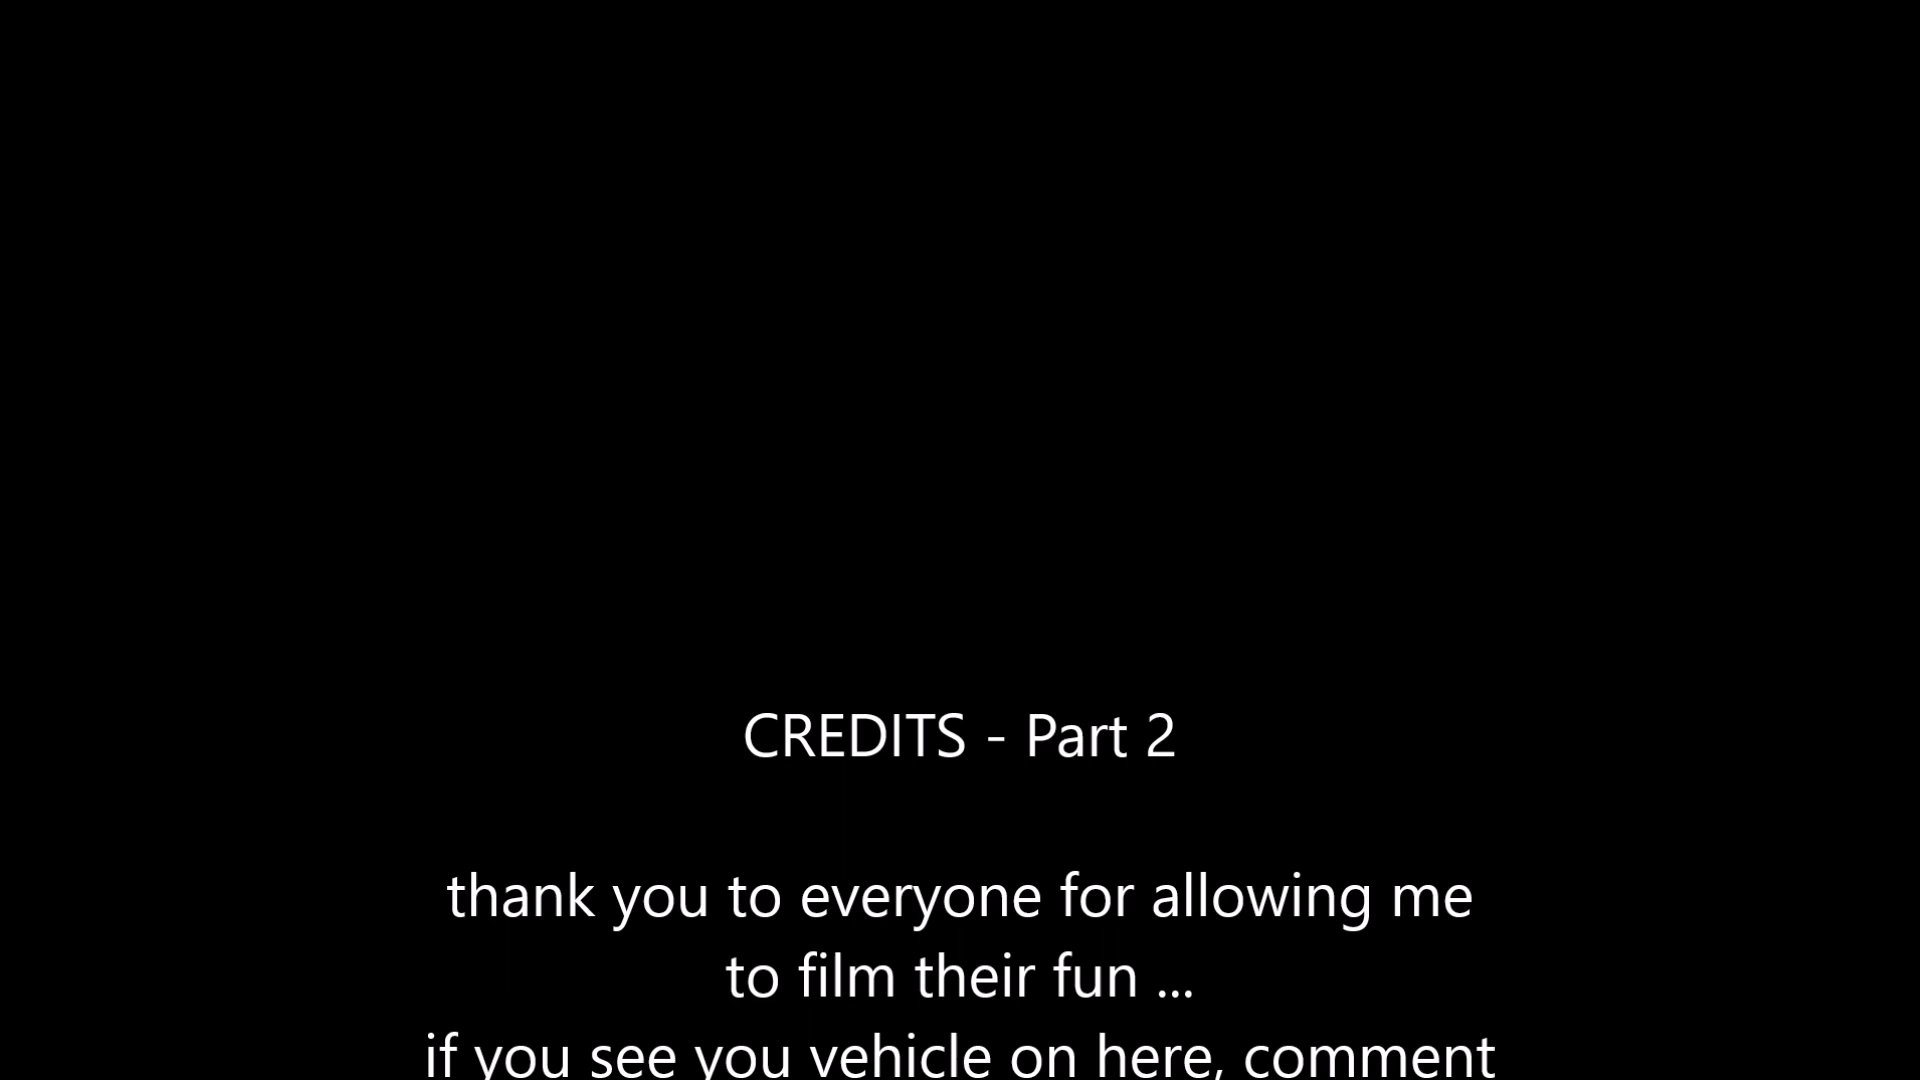 CREDITS - Part 2
thank you to everyone for allowing me
to film their fun ...
if you see you vehicle on here, comment